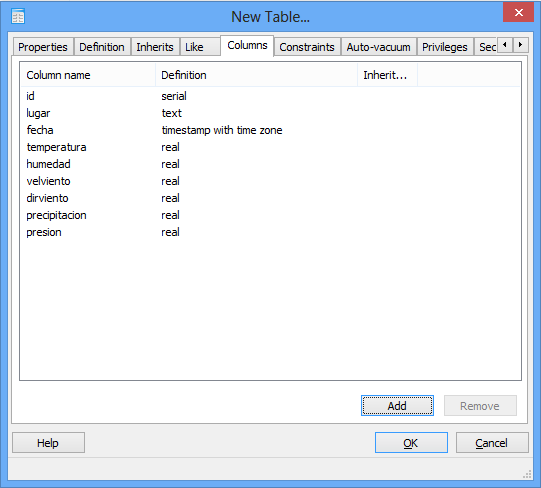 New Table...
Properties Definition Inherits Like Columns Constraints Auto-vacuum Privileges Sec
Column name Definition Inherit...
id serial
lugar text
fecha timestamp with time zone
temperatura real
humedad real
velviento real
dirviento real
precipitacion real
presion real
Add Remove
Help OK Cancel